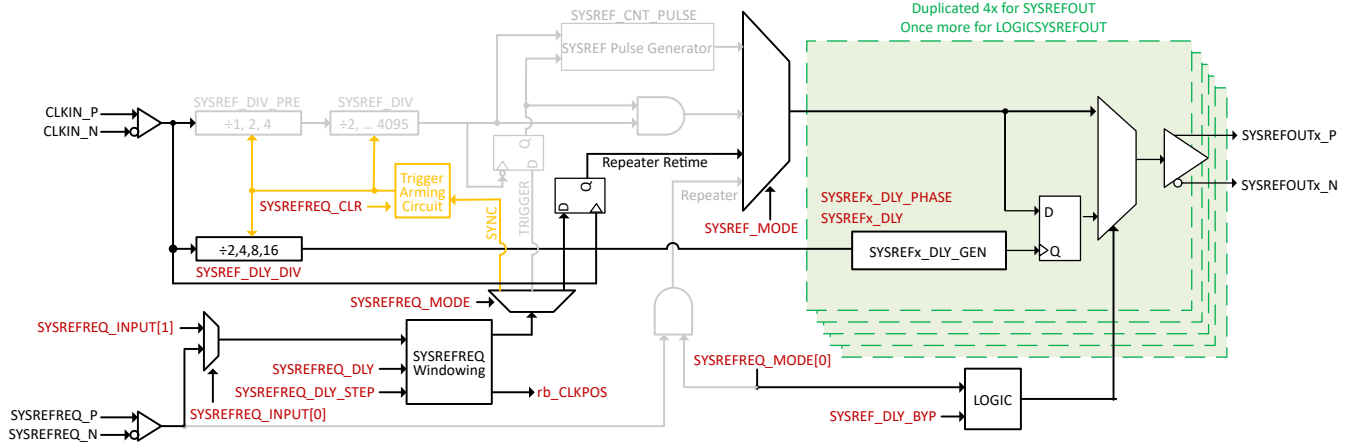 Duplicated 4x for SYSREFOUT
Once more for LOGICSYSREFOUT
SYSREF_CNT_PULSE
SYSREF Pulse Generator
CLKIN_P
CLKIN_N
SYSREF_DIV_PRE
÷1, 2, 4
SYSREF_DIV
÷2, ... 4095
Q
D
TRIGGER
Trigger
Arming
Circuit
SYSREFREQ_CLR
SYNC
Repeater Retime
Q
D
Repeater
SYSREF_MODE
SYSREFx_DLY_PHASE
SYSREFx_DLY
SYSREFx_DLY_GEN
D
Q
SYSREFOUTx_P
SYSREFOUTx_N
÷2,4,8,16
SYSREF_DLY_DIV
SYSREFREQ_MODE
SYSREFREQ_INPUT[1]
SYSREFREQ
Windowing
SYSREFREQ_DLY
SYSREFREQ_DLY_STEP
rb_CLKPOS
SYSREFREQ_MODE[0]
SYSREFREQ_INPUT[0]
SYSREFREQ_P
SYSREFREQ_N
SYSREF_DLY_BYP
LOGIC